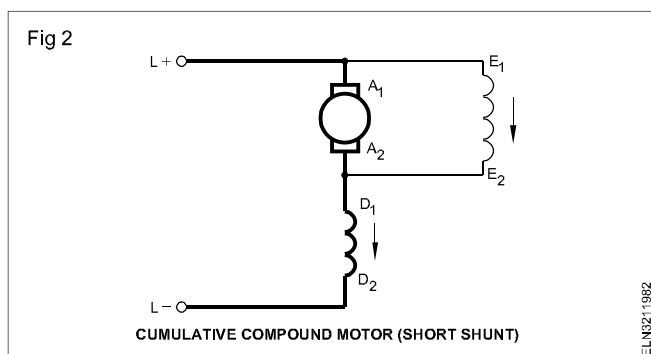 Fig 2
L +
A1
A2
E1
E2
D1
D2
L −
CUMULATIVE COMPOUND MOTOR (SHORT SHUNT)
ELN3211982